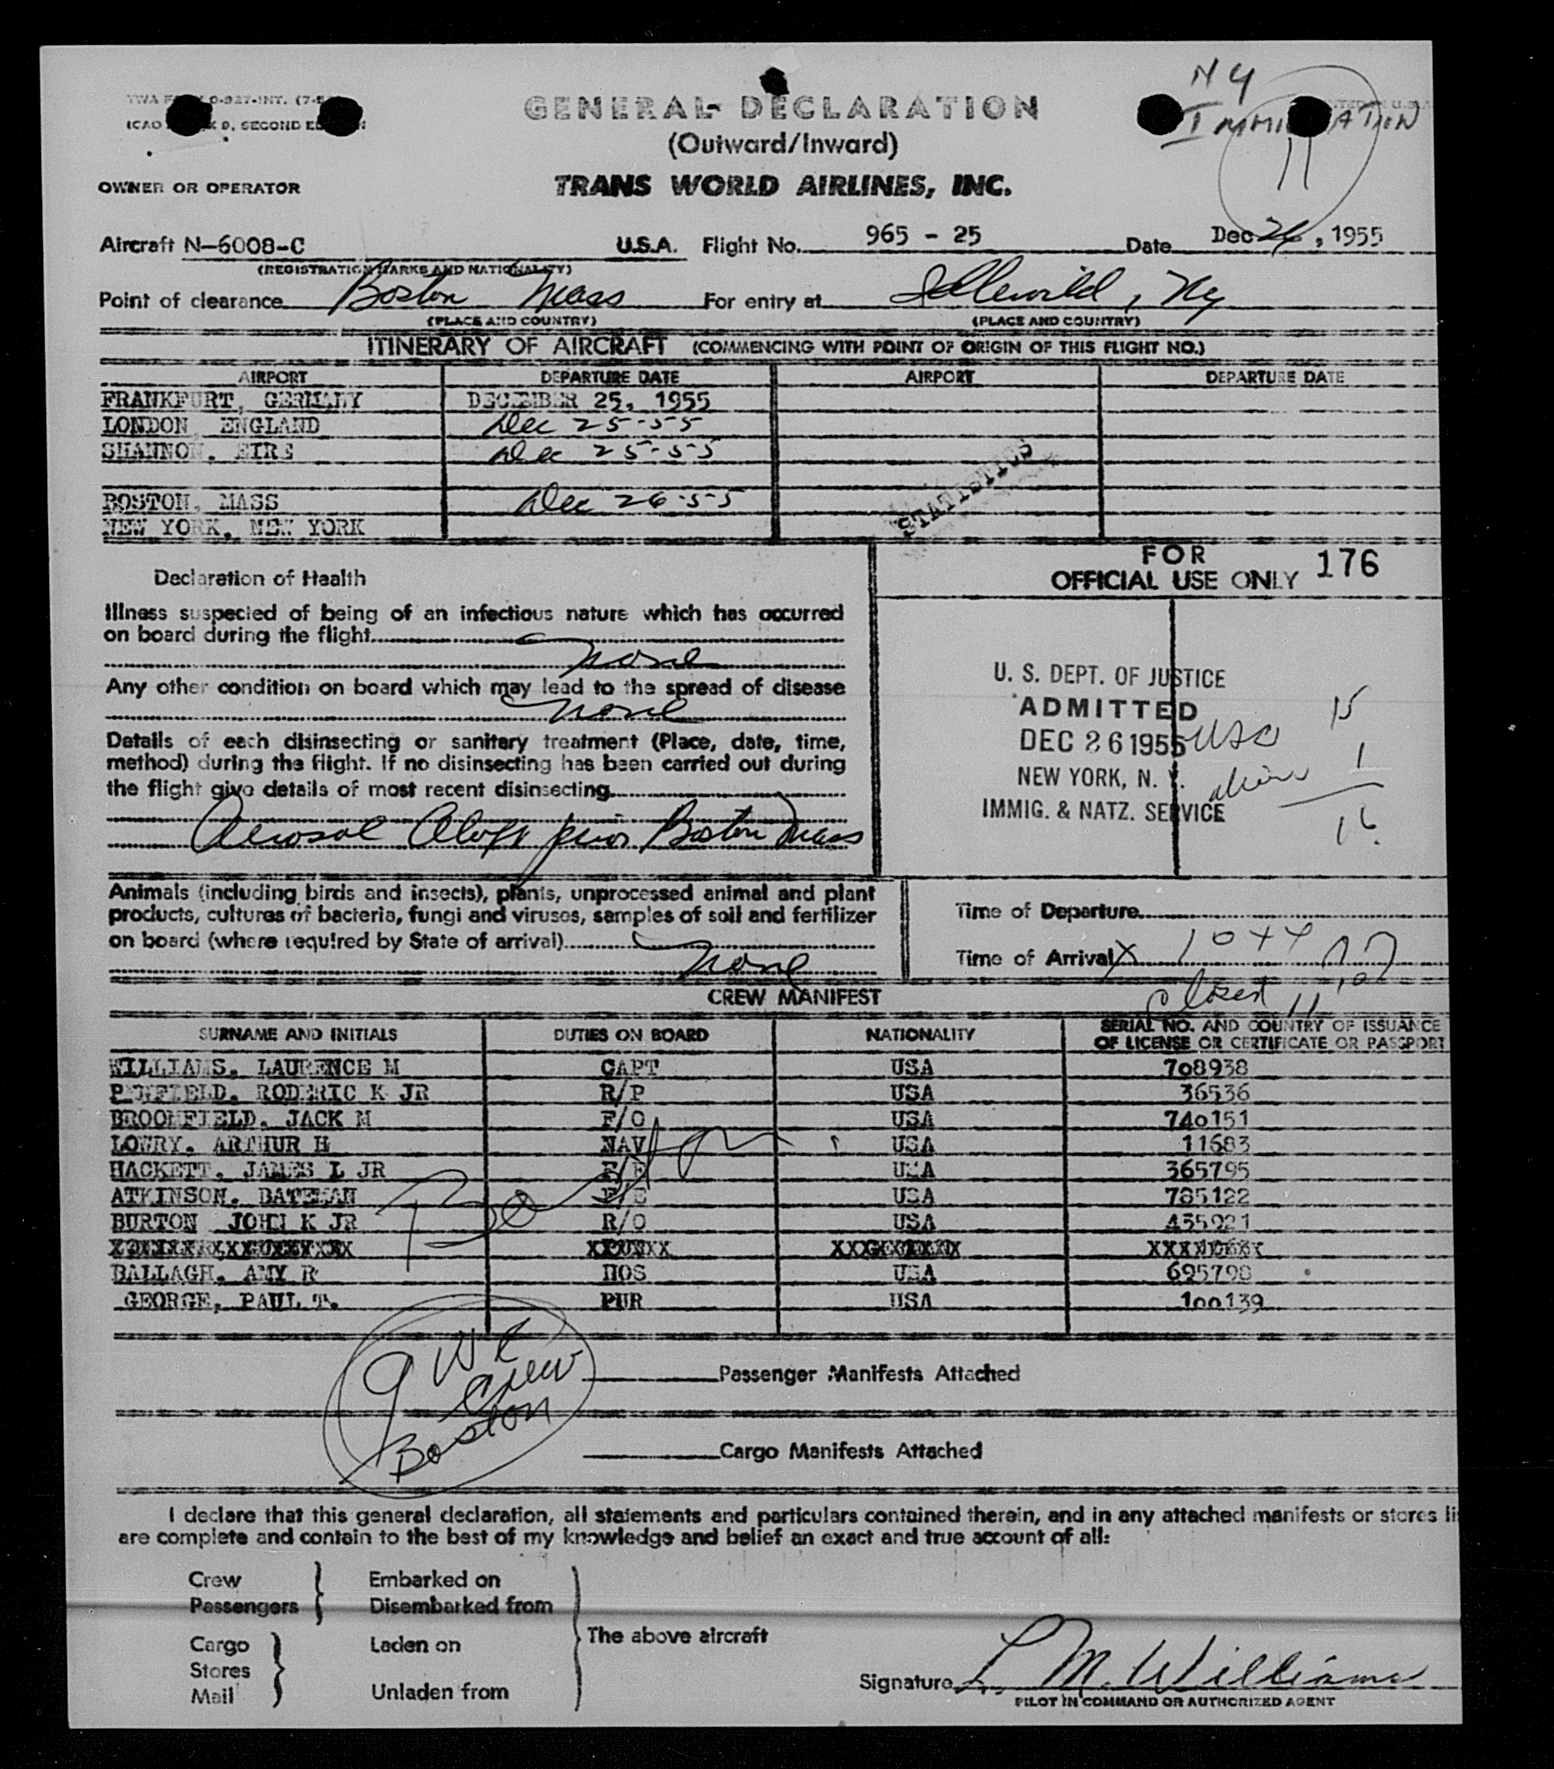 N Y
IMMIGRATION
11
GENERAL DECLARATION
(Outward/Inward)
OWNER OR OPERATOR
TRANS WORLD AIRLINES, INC.
Aircraft N-6008-C U.S.A. Flight No. 965 - 25 Date Dec 26, 1955
(REGISTRATION MARKS AND NATIONALITY)
Point of clearance Boston Mass For entry at Idlewild, Ny
(PLACE AND COUNTRY) (PLACE AND COUNTRY)
ITINERARY OF AIRCRAFT (COMMENCING WITH POINT OF ORIGIN OF THIS FLIGHT NO.)
AIRPORT DEPARTURE DATE AIRPORT DEPARTURE DATE
FRANKFURT, GERMANY DECEMBER 25, 1955
LONDON, ENGLAND Dec 25-55
SHANNON, EIRE Dec 25-55
STATISTICS
BOSTON, MASS Dec 26-55
NEW YORK, NEW YORK
FOR
OFFICIAL USE ONLY 176
Declaration of Health
Illness suspected of being of an infectious nature which has occurred
on board during the flight
none
Any other condition on board which may lead to the spread of disease
none
Details of each disinsecting or sanitary treatment (Place, date, time,
method) during the flight. If no disinsecting has been carried out during
the flight give details of most recent disinsecting
Aerosol Aloft prior Boston Mass
U. S. DEPT. OF JUSTICE
ADMITTED
DEC 26 1955 USC 15
NEW YORK, N. Y. alien 1
IMMIG. & NATZ. SERVICE
16
Animals (including birds and insects), plants, unprocessed animal and plant
products, cultures of bacteria, fungi and viruses, samples of soil and fertilizer
on board (where required by State of arrival)
none
Time of Departure
Time of Arrival X 1044
closed 11
CREW MANIFEST
SURNAME AND INITIALS DUTIES ON BOARD NATIONALITY SERIAL NO. AND COUNTRY OF ISSUANCE
OF LICENSE OR CERTIFICATE OR PASSPORT
WILLIAMS, LAURENCE M CAPT USA 708938
PENFIELD, RODERIC K JR R/P USA 36536
BROOMFIELD, JACK M F/O USA 740151
LOWRY, ARTHUR H NAV USA 11683
HACKETT, JAMES L JR F/E USA 365795
ATKINSON, BATEMAN F/E USA 785122
BURTON JOHN K JR R/O USA 435921
BALLAGH, AMY R HOS USA 695798
GEORGE, PAUL T. PUR USA 100139
Boston
9 WE
Crew
Boston
Passenger Manifests Attached
Cargo Manifests Attached
I declare that this general declaration, all statements and particulars contained therein, and in any attached manifests or stores li
are complete and contain to the best of my knowledge and belief an exact and true account of all:
Crew Embarked on
Passengers Disembarked from
The above aircraft
Cargo Laden on
Stores
Mail Unladen from
Signature L. M. Williams
PILOT IN COMMAND OR AUTHORIZED AGENT